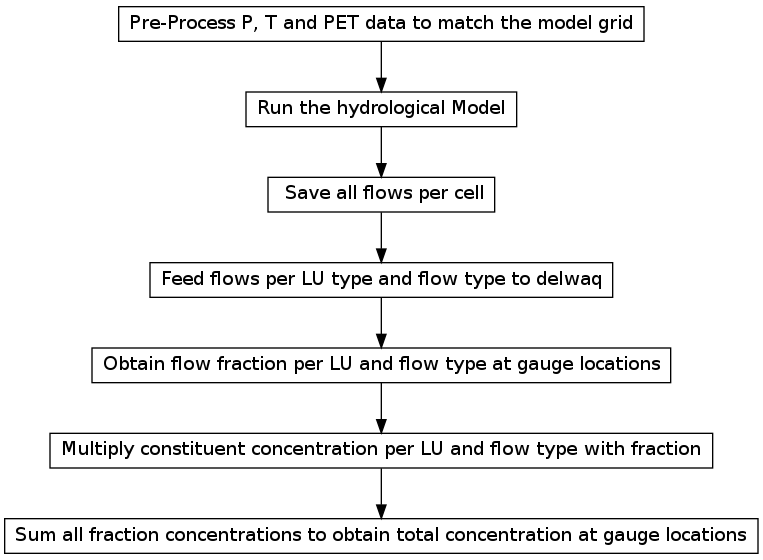 Pre-Process P, T and PET data to match the model grid
Run the hydrological Model
Save all flows per cell
Feed flows per LU type and flow type to delwaq
Obtain flow fraction per LU and flow type at gauge locations
Multiply constituent concentration per LU and flow type with fraction
Sum all fraction concentrations to obtain total concentration at gauge locations